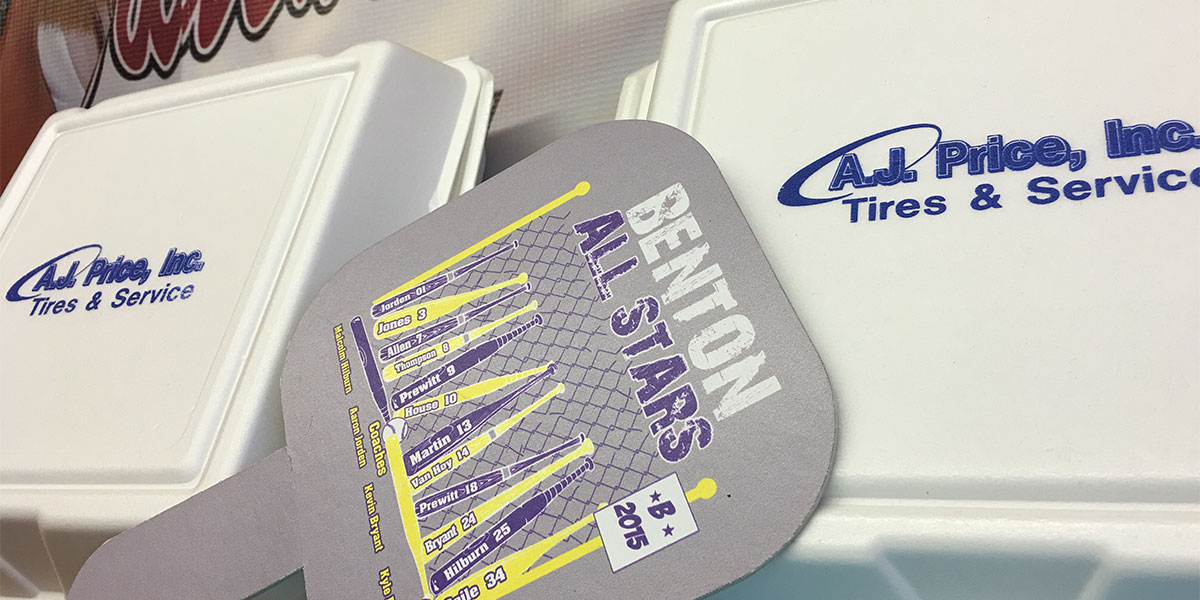 A.J. Price, Inc.
Tires & Service
A.J. Price, Inc.
Tires & Service
BENTON
ALL STARS
Jorden 01
Jones 3
Allen 7
Thompson 8
Prewitt 9
House 10
Martin 13
Van Hoy 14
Prewitt 18
Bryant 24
Hilburn 25
34
B
2015
Coaches
Malcolm Hilburn
Aaron Jorden
Kevin Bryant
Kyle